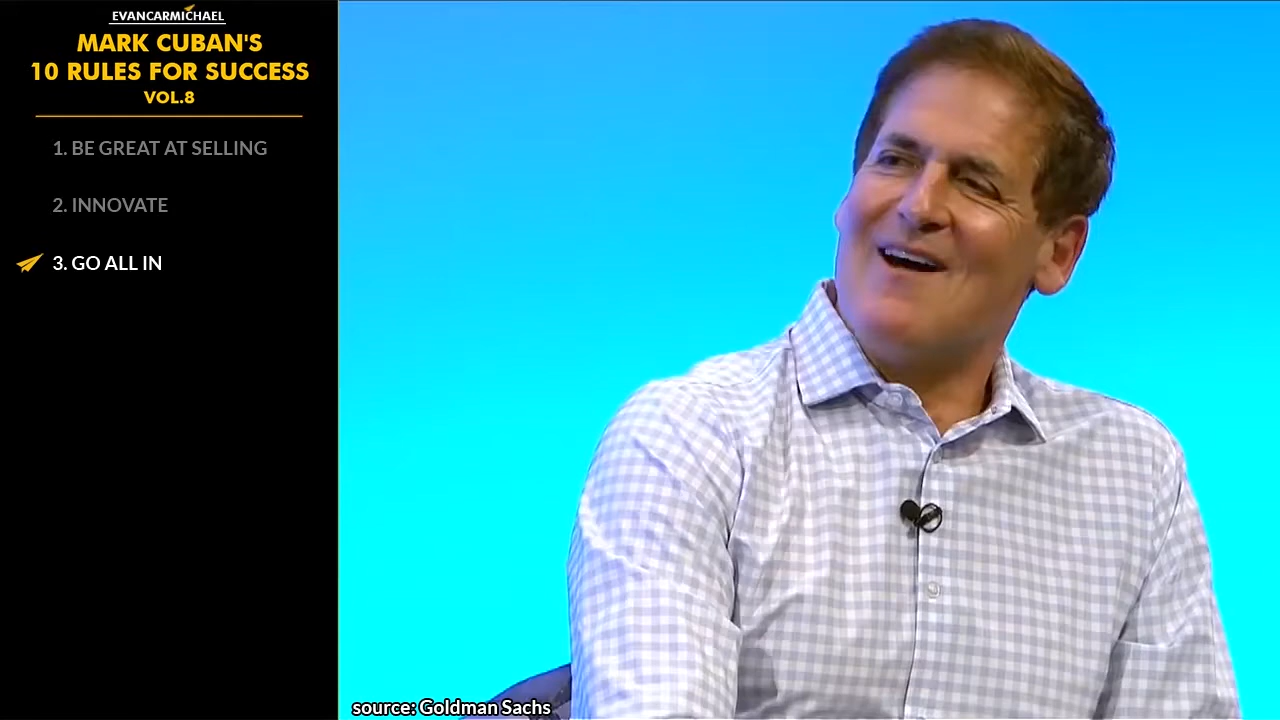 EVANCARMICHAEL
MARK CUBAN'S
10 RULES FOR SUCCESS
VOL.8
1. BE GREAT AT SELLING
2. INNOVATE
3. GO ALL IN
source: Goldman Sachs